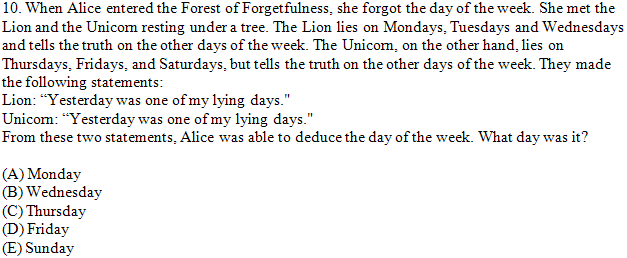 10. When Alice entered the Forest of Forgetfulness, she forgot the day of the week. She met the
Lion and the Unicorn resting under a tree. The Lion lies on Mondays, Tuesdays and Wednesdays
and tells the truth on the other days of the week. The Unicorn, on the other hand, lies on
Thursdays, Fridays, and Saturdays, but tells the truth on the other days of the week. They made
the following statements:
Lion: “Yesterday was one of my lying days."
Unicorn: “Yesterday was one of my lying days."
From these two statements, Alice was able to deduce the day of the week. What day was it?
(A) Monday
(B) Wednesday
(C) Thursday
(D) Friday
(E) Sunday